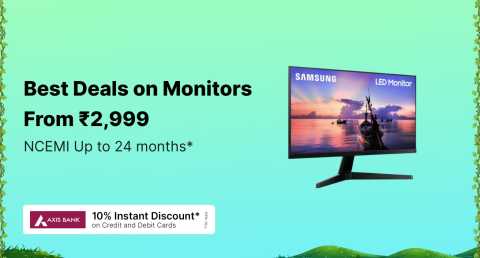 Best Deals on Monitors
From ₹2,999
NCEMI Up to 24 months*
SAMSUNG
LED Monitor
AXIS BANK
10% Instant Discount*
on Credit and Debit Cards